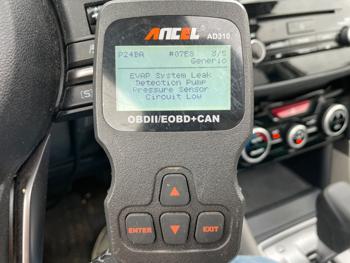 ANCEL
AD310
P24BA #07E8 3/5
Generic
EVAP System Leak
Detection Pump
Pressure Sensor
Circuit Low
OBDII/EOBD+CAN
ENTER
EXIT